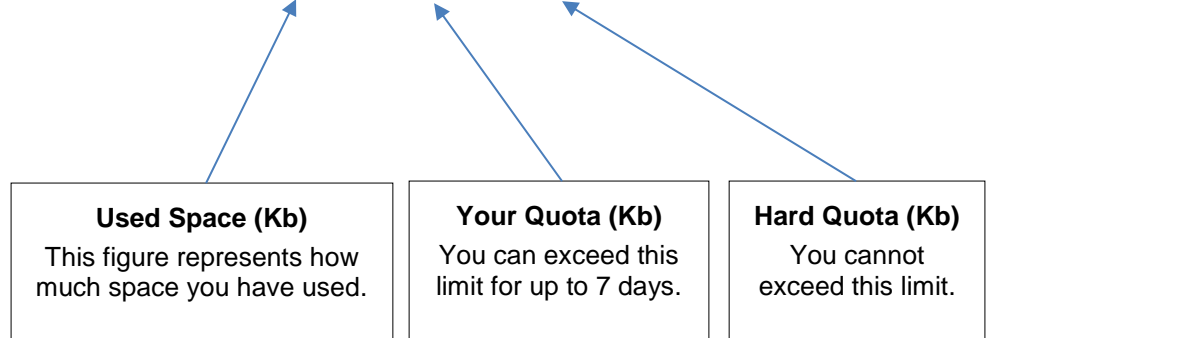 Used Space (Kb)
This figure represents how
much space you have used.
Your Quota (Kb)
You can exceed this
limit for up to 7 days.
Hard Quota (Kb)
You cannot
exceed this limit.